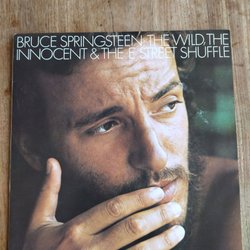 BRUCE SPRINGSTEEN THE WILD, THE
INNOCENT & THE E STREET SHUFFLE